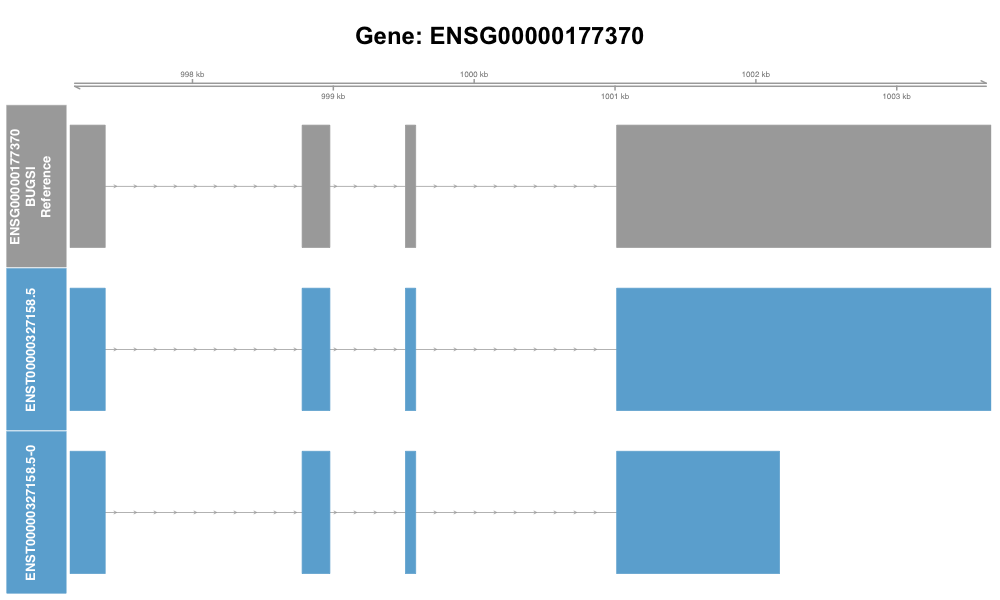 Gene: ENSG00000177370
998 kb
1000 kb
1002 kb
999 kb
1001 kb
1003 kb
ENSG00000177370
BUGSI
Reference
ENST00000327158.5
ENST00000327158.5-0